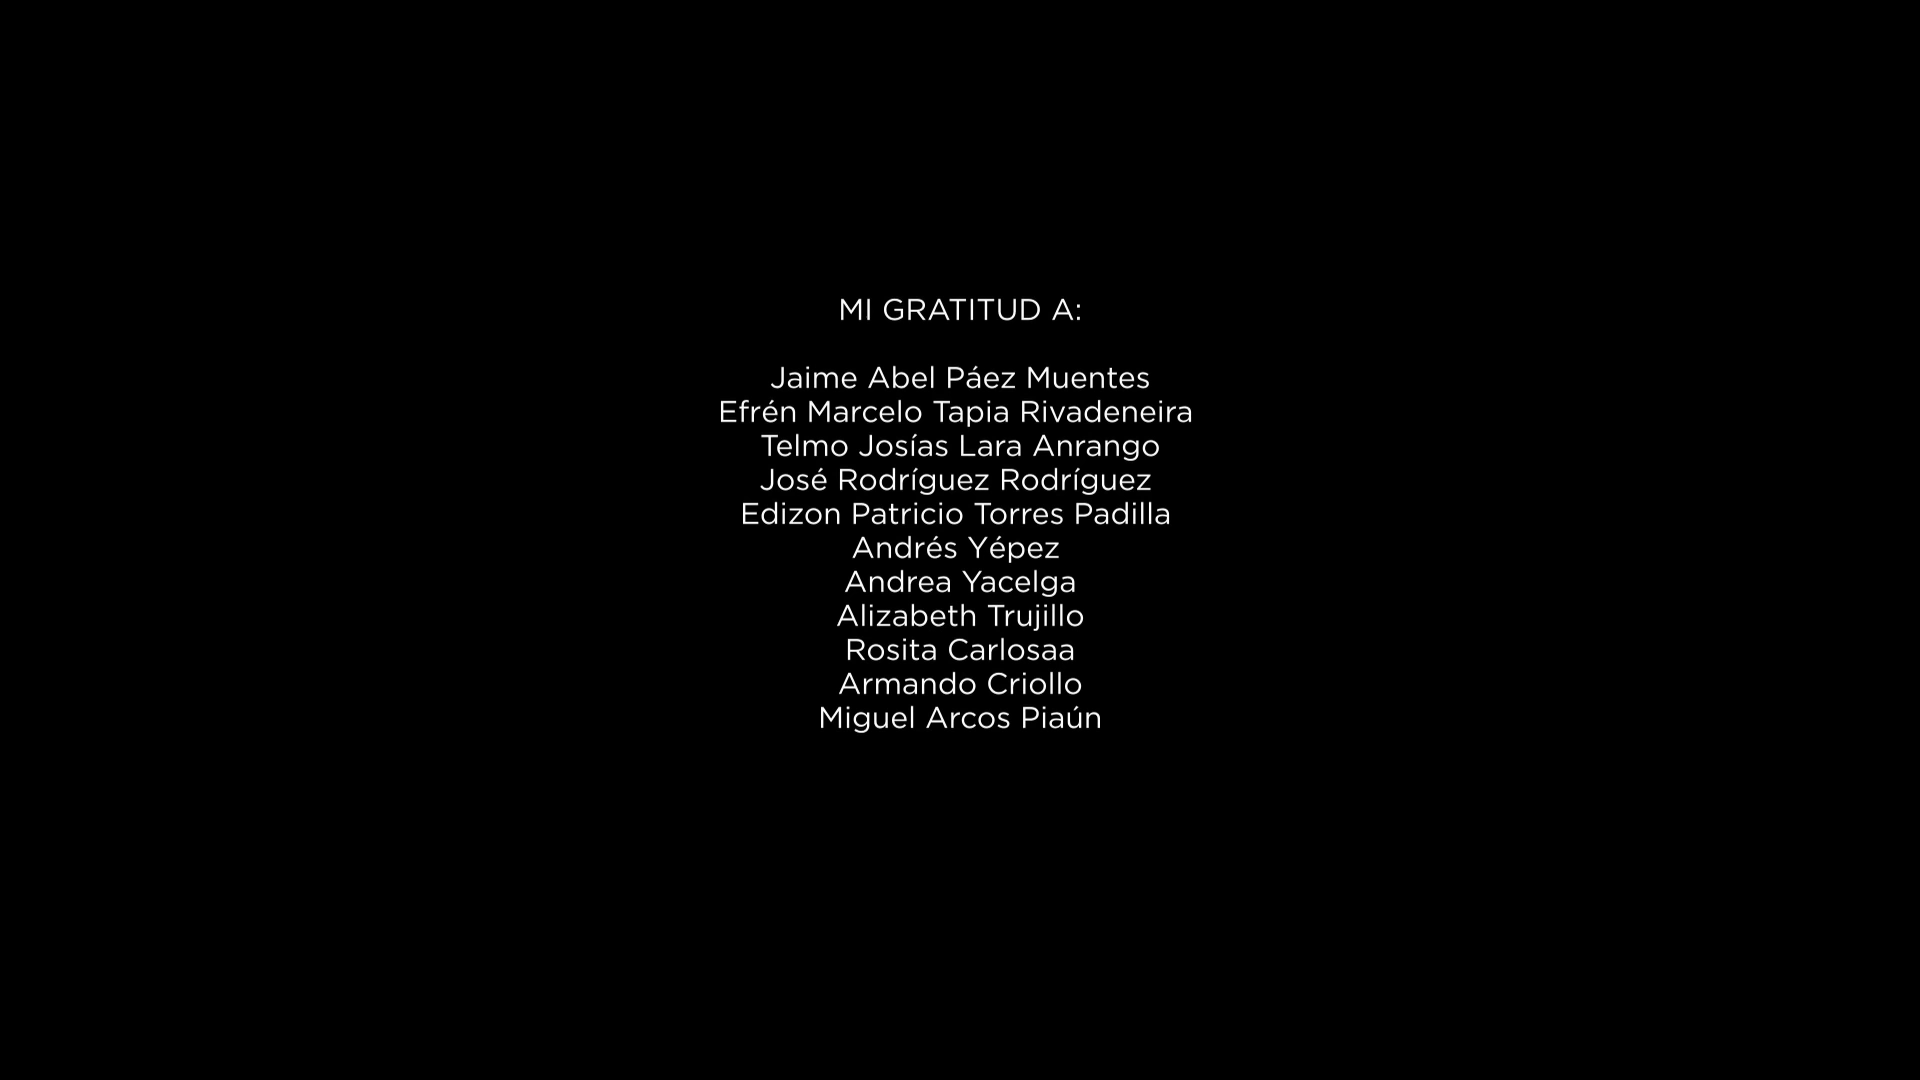 MI GRATITUD A:
Jaime Abel Páez Muentes
Efrén Marcelo Tapia Rivadeneira
Telmo Josías Lara Anrango
José Rodríguez Rodríguez
Edizon Patricio Torres Padilla
Andrés Yépez
Andrea Yacelga
Alizabeth Trujillo
Rosita Carlosaa
Armando Criollo
Miguel Arcos Piaún